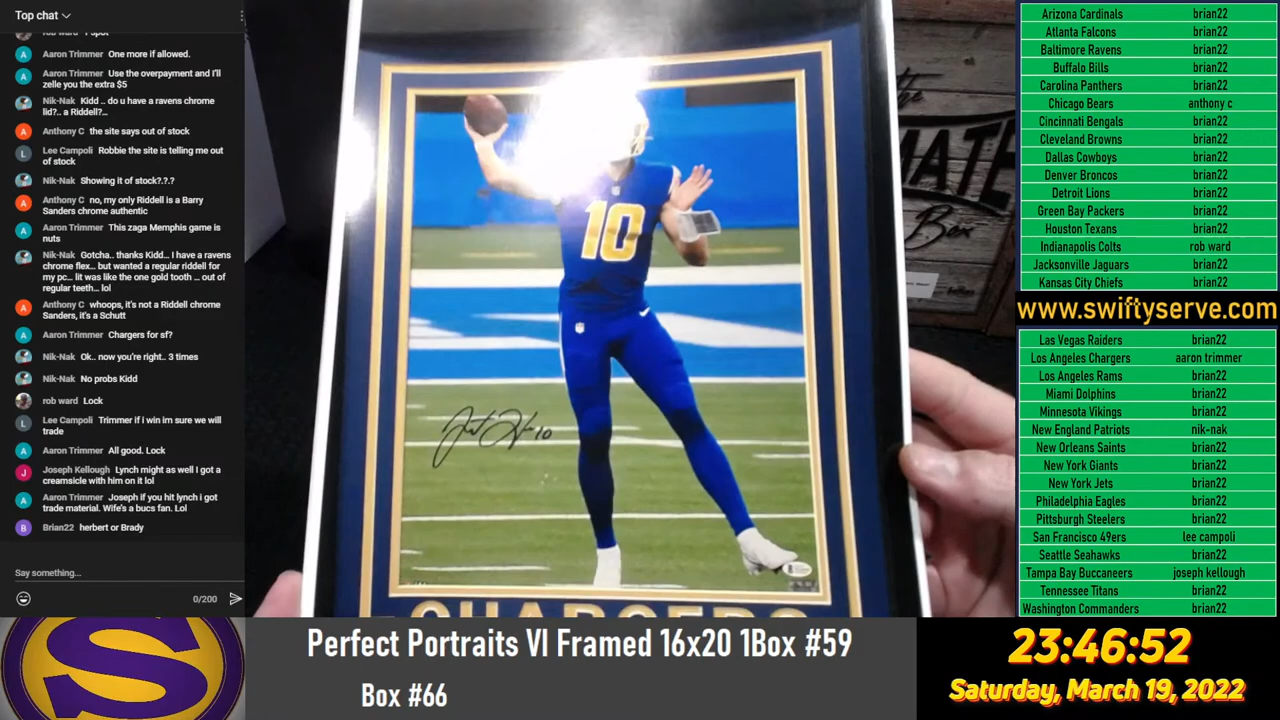 Top chat
Aaron Trimmer One more if allowed.
Aaron Trimmer Use the overpayment and I'll
zelle you the extra $5
Nik-Nak Kidd .. do u have a ravens chrome
lid?.. a Riddell?...
Anthony C the site says out of stock
Lee Campoli Robbie the site is telling me out
of stock
Nik-Nak Showing it of stock?.?.?
Anthony C no, my only Riddell is a Barry
Sanders chrome authentic
Aaron Trimmer This zaga Memphis game is
nuts
Nik-Nak Gotcha.. thanks Kidd... I have a ravens
chrome flex... but wanted a regular riddell for
my pc... lit was like the one gold tooth ... out of
regular teeth... lol
Anthony C whoops, it's not a Riddell chrome
Sanders, it's a Schutt
Aaron Trimmer Chargers for sf?
Nik-Nak Ok.. now you're right.. 3 times
Nik-Nak No probs Kidd
rob ward Lock
Lee Campoli Trimmer if i win im sure we will
trade
Aaron Trimmer All good. Lock
Joseph Kellough Lynch might as well I got a
creamsicle with him on it lol
Aaron Trimmer Joseph if you hit lynch i got
trade material. Wife's a bucs fan. Lol
Brian22 herbert or Brady
Say something...
0/200
10
10
CHARGERS
the
Box
Arizona Cardinals brian22
Atlanta Falcons brian22
Baltimore Ravens brian22
Buffalo Bills brian22
Carolina Panthers brian22
Chicago Bears anthony c
Cincinnati Bengals brian22
Cleveland Browns brian22
Dallas Cowboys brian22
Denver Broncos brian22
Detroit Lions brian22
Green Bay Packers brian22
Houston Texans brian22
Indianapolis Colts rob ward
Jacksonville Jaguars brian22
Kansas City Chiefs brian22
www.swiftyserve.com
Las Vegas Raiders brian22
Los Angeles Chargers aaron trimmer
Los Angeles Rams brian22
Miami Dolphins brian22
Minnesota Vikings brian22
New England Patriots nik-nak
New Orleans Saints brian22
New York Giants brian22
New York Jets brian22
Philadelphia Eagles brian22
Pittsburgh Steelers brian22
San Francisco 49ers lee campoli
Seattle Seahawks brian22
Tampa Bay Buccaneers joseph kellough
Tennessee Titans brian22
Washington Commanders brian22
S
Perfect Portraits VI Framed 16x20 1Box #59
Box #66
23:46:52
Saturday, March 19, 2022